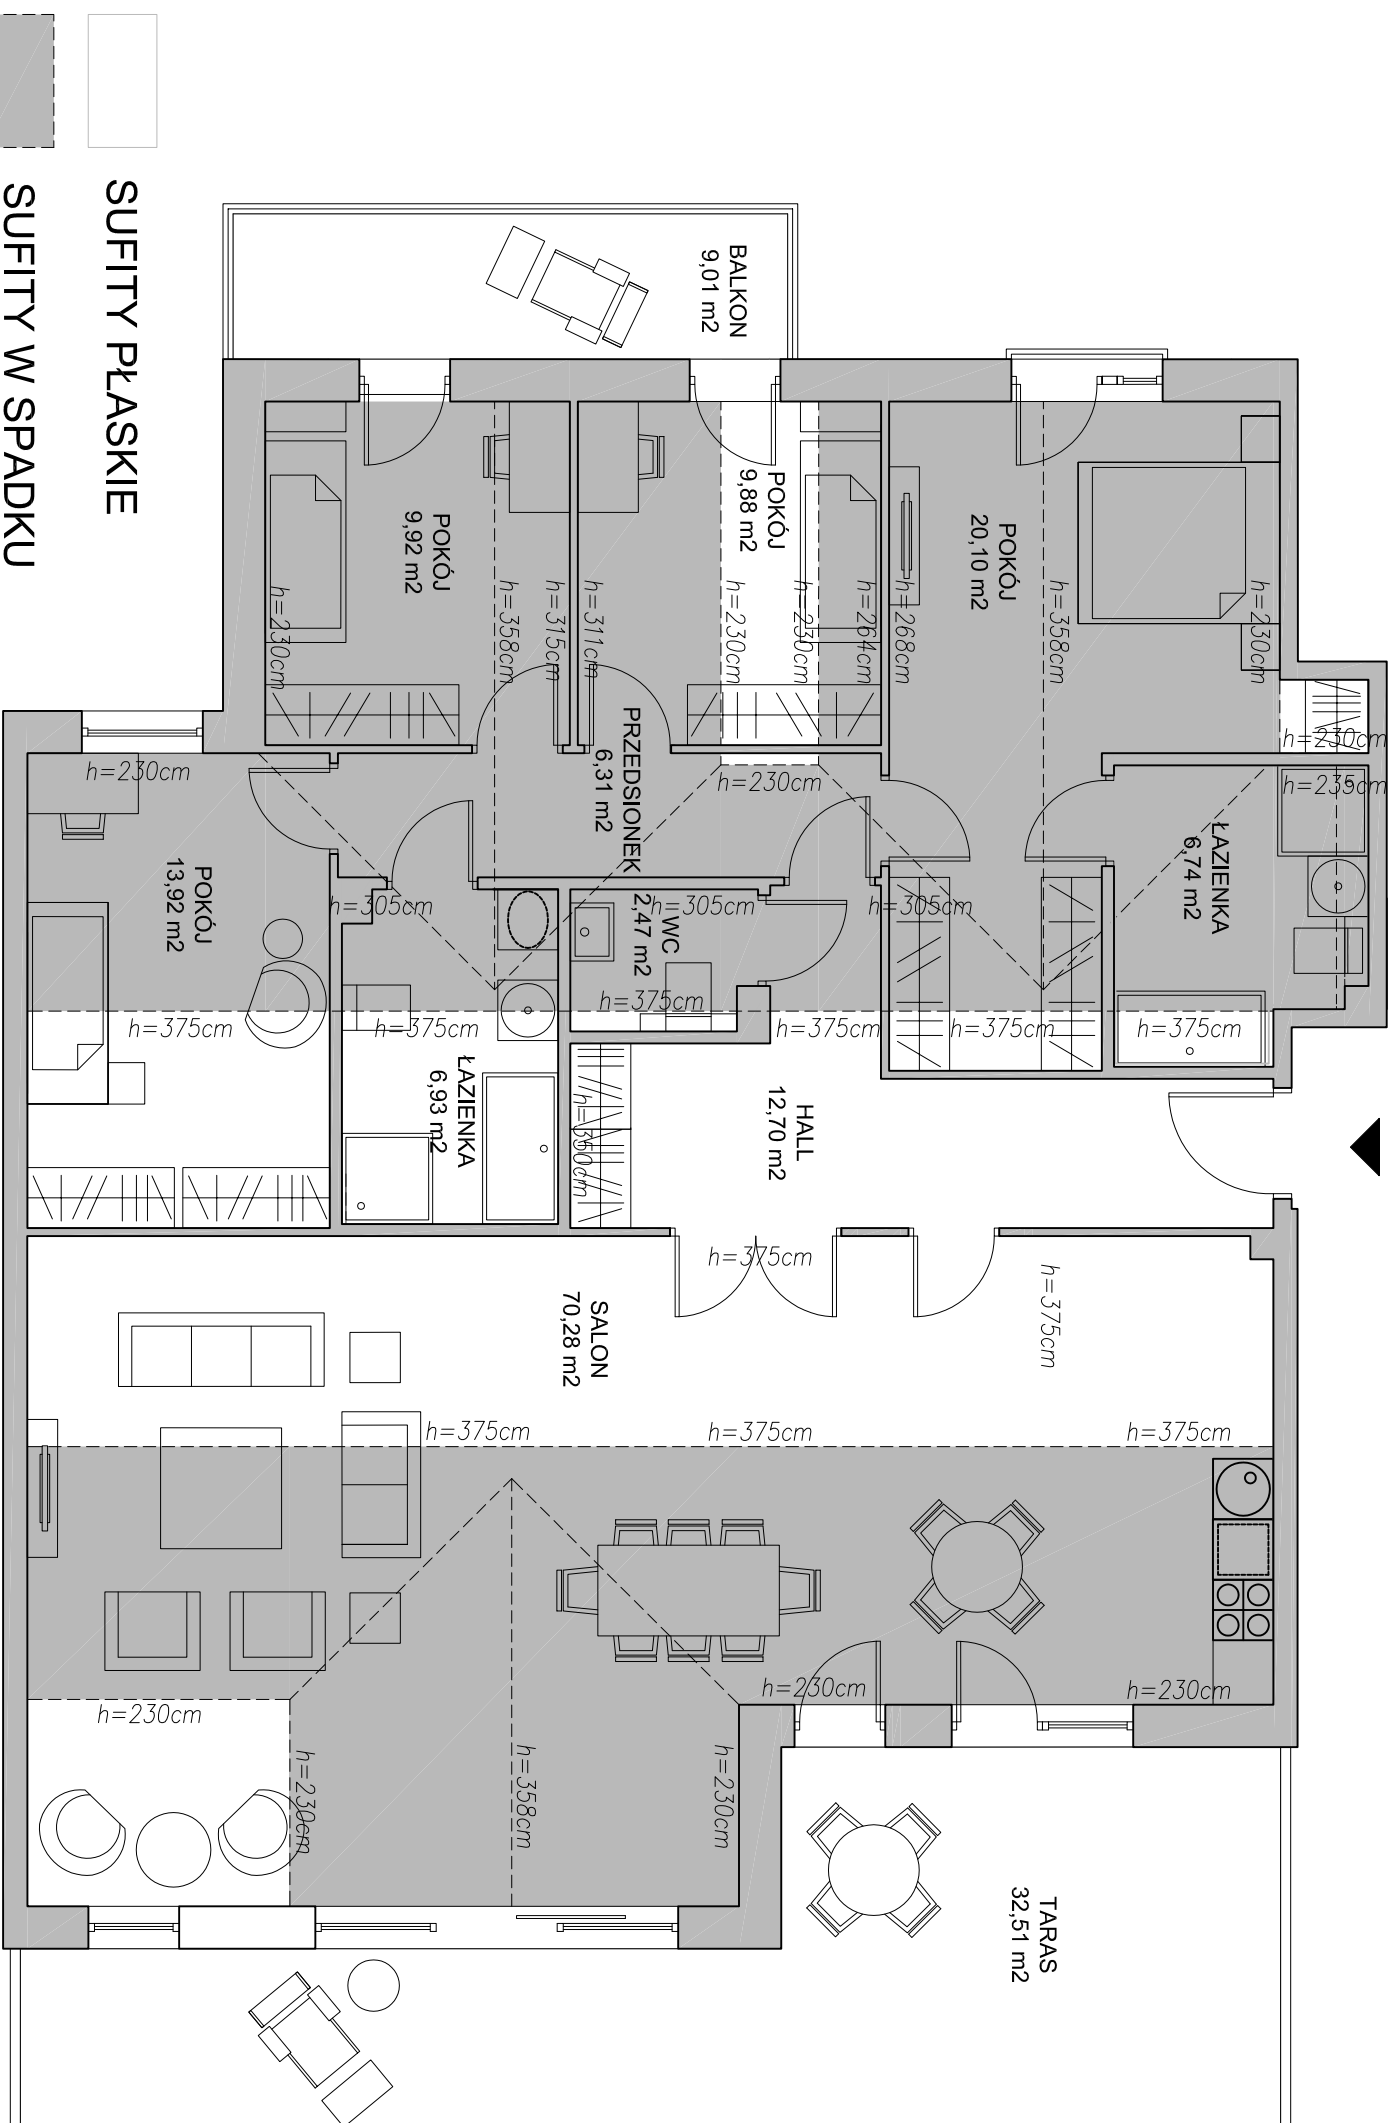 SUFITY PŁASKIE
SUFITY W SPADKU
BALKON
9,01 m2
POKÓJ
9,92 m2
POKÓJ
9,88 m2
POKÓJ
20,10 m2
h=230cm
h=358cm
h=315cm
h=311cm
h=230cm
h=230cm
h=264cm
h=268cm
h=358cm
h=230cm
h=230cm
h=230cm
h=230cm
h=235cm
PRZEDSIONEK
6,31 m2
ŁAZIENKA
6,74 m2
POKÓJ
13,92 m2
h=305cm
h=305cm
h=305cm
WC
2,47 m2
h=375cm
h=375cm
h=375cm
h=375cm
h=375cm
h=375cm
ŁAZIENKA
6,93 m2
h=350cm
HALL
12,70 m2
h=375cm
h=375cm
SALON
70,28 m2
h=375cm
h=375cm
h=375cm
h=230cm
h=230cm
h=230cm
h=230cm
h=358cm
h=230cm
TARAS
32,51 m2